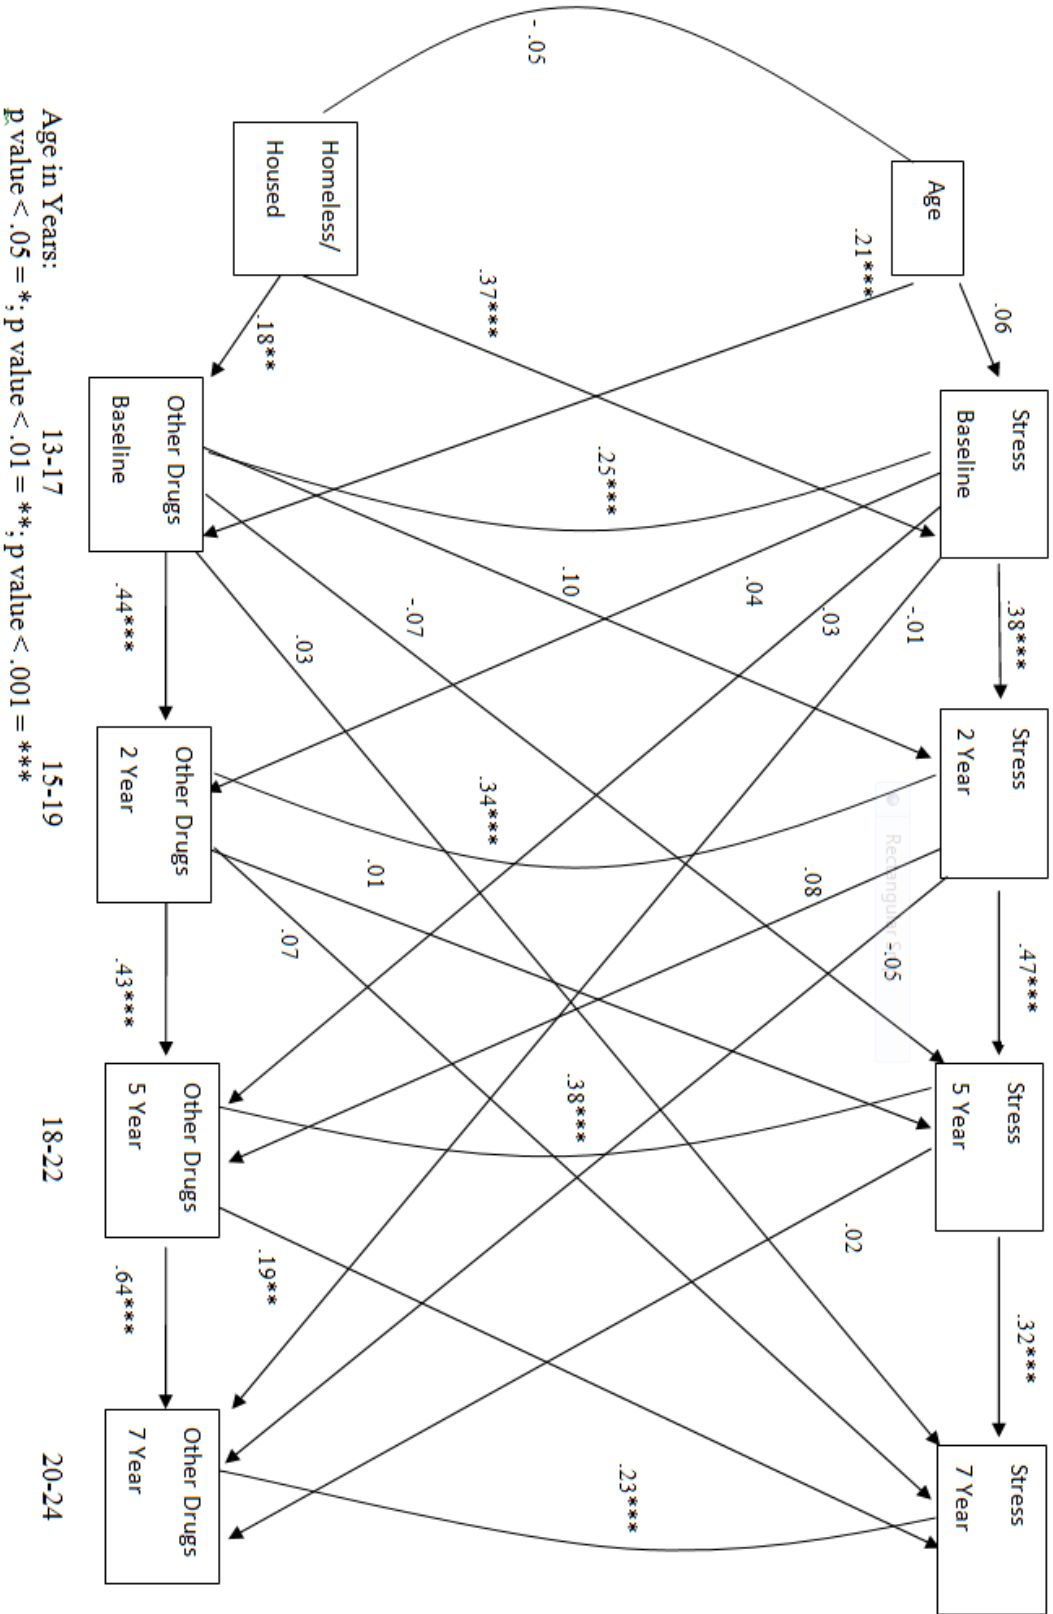 - .05
Age
Homeless/
Housed
.06
.21***
.37***
.18**
Stress
Baseline
Other Drugs
Baseline
.25***
.38***
-.01
.03
.04
.10
-.07
.03
.44***
Stress
2 Year
Other Drugs
2 Year
.34***
.47***
Rectangular S
-.05
.08
.01
.07
.43***
Stress
5 Year
Other Drugs
5 Year
.38***
.32***
.02
.19**
.64***
Stress
7 Year
Other Drugs
7 Year
.23***
Age in Years:
13-17
15-19
18-22
20-24
p value < .05 = *; p value < .01 = **; p value < .001 = ***